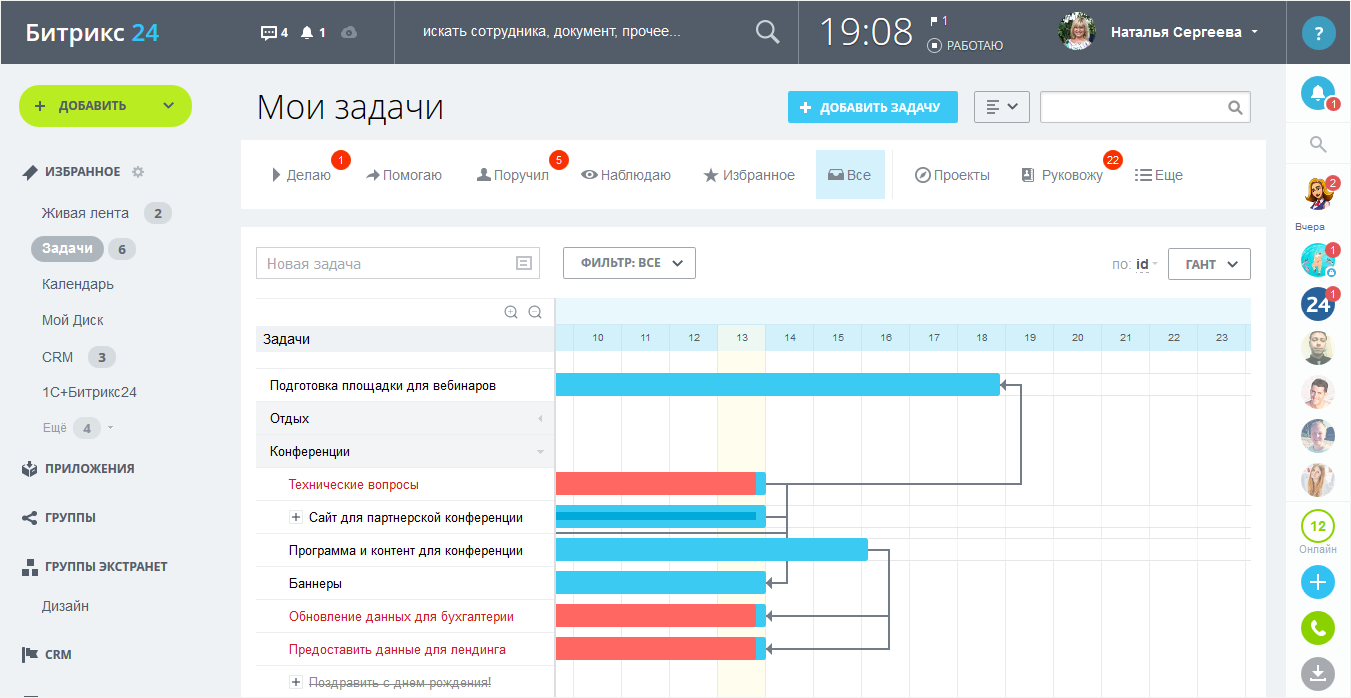 Битрикс 24
4
1
искать сотрудника, документ, прочее...
19:08
1
РАБОТАЮ
Наталья Сергеева
?
ДОБАВИТЬ
Мои задачи
ДОБАВИТЬ ЗАДАЧУ
1
ИЗБРАННОЕ
Живая лента 2
Задачи 6
Календарь
Мой Диск
CRM 3
1С+Битрикс24
Ещё 4
ПРИЛОЖЕНИЯ
ГРУППЫ
ГРУППЫ ЭКСТРАНЕТ
Дизайн
CRM
Делаю 1
Помогаю
Поручил 5
Наблюдаю
Избранное
Все
Проекты
Руковожу 22
Еще
Новая задача
ФИЛЬТР: ВСЕ
по: id
ГАНТ
Задачи
10 11 12 13 14 15 16 17 18 19 20 21 22 23
Подготовка площадки для вебинаров
Отдых
Конференции
Технические вопросы
Сайт для партнерской конференции
Программа и контент для конференции
Баннеры
Обновление данных для бухгалтерии
Предоставить данные для лендинга
Поздравить с днем рождения!
2
Вчера
1
24
1
12
Онлайн